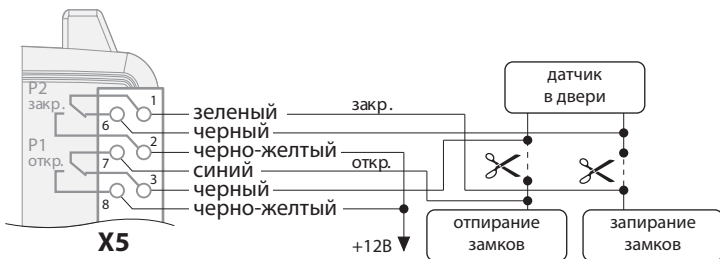 датчик
в двери
P2
закр.
1
зеленый
закр.
6
черный
2
черно-желтый
P1
откр.
7
синий
откр.
3
черный
8
черно-желтый
X5
+12В
отпирание
замков
запирание
замков